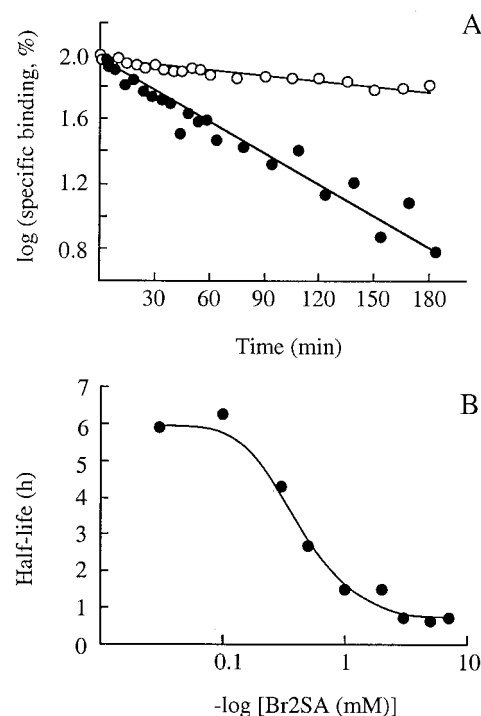 A
log (specific binding, %)
2.0
1.6
1.2
0.8
30 60 90 120 150 180
Time (min)
B
Half-life (h)
7
6
5
4
3
2
1
0
0.1 1 10
-log [Br2SA (mM)]